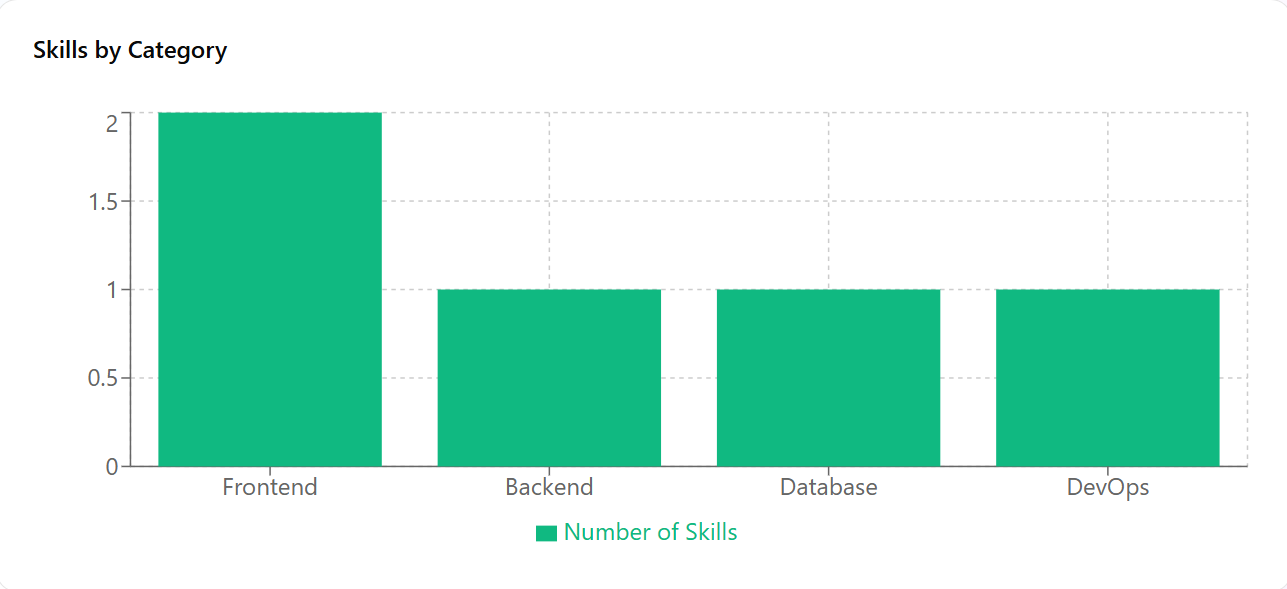 Skills by Category
2
1.5
1
0.5
0
Frontend Backend Database DevOps
Number of Skills